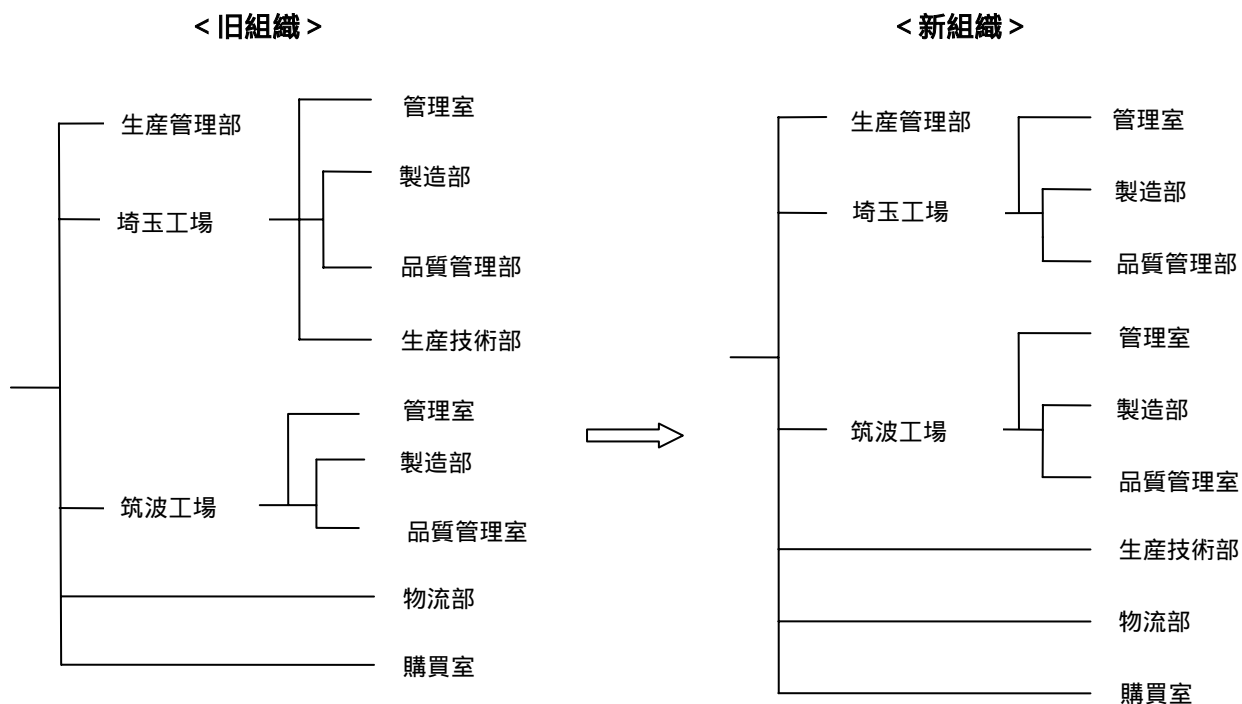 <旧組織>
生産管理部
埼玉工場
管理室
製造部
品質管理部
生産技術部
筑波工場
管理室
製造部
品質管理室
物流部
購買室
<新組織>
生産管理部
埼玉工場
管理室
製造部
品質管理部
筑波工場
管理室
製造部
品質管理室
生産技術部
物流部
購買室